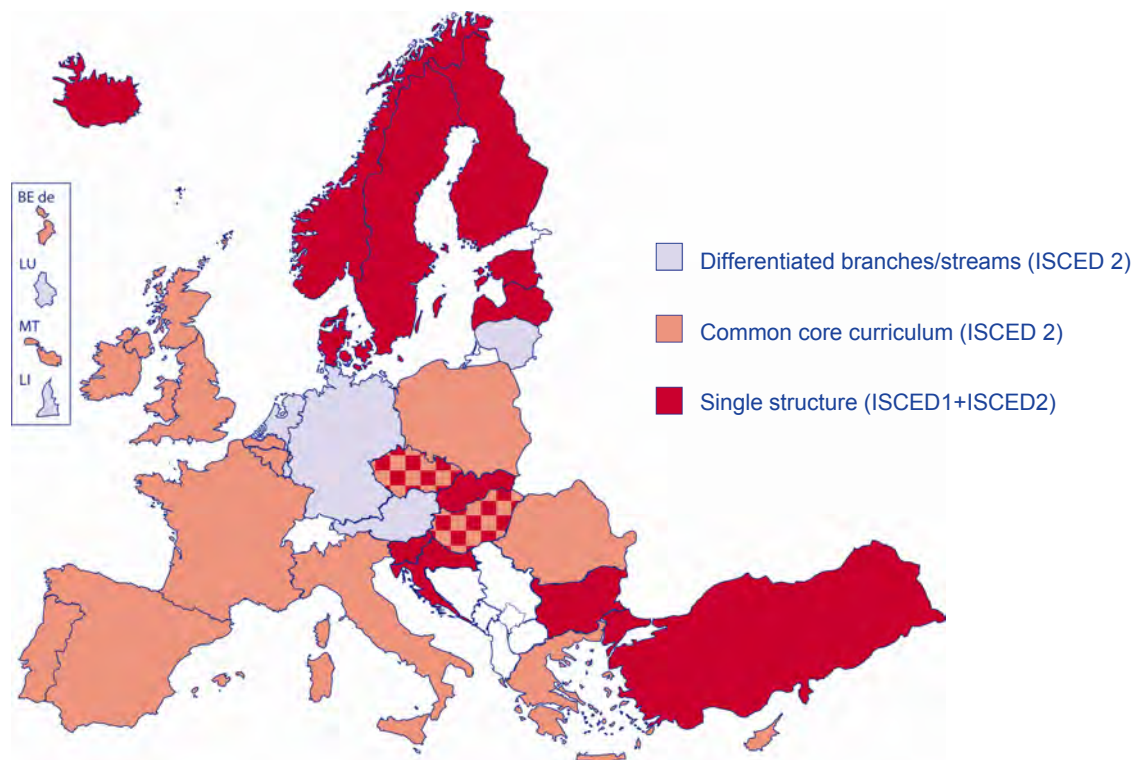 BE de
LU
MT
LI
Differentiated branches/streams (ISCED 2)
Common core curriculum (ISCED 2)
Single structure (ISCED1+ISCED2)